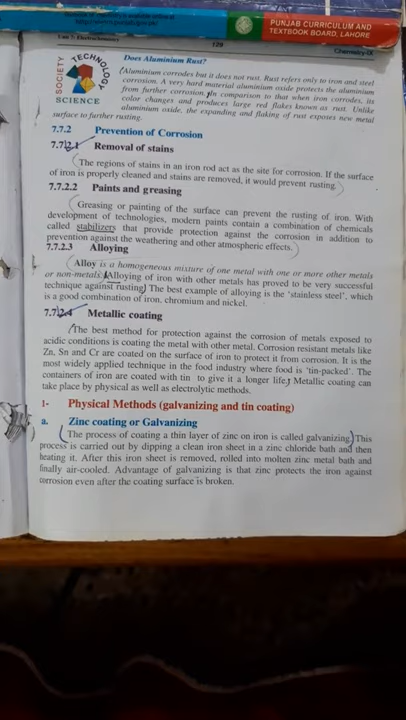 PUNJAB CURRICULUM AND
TEXTBOOK BOARD, LAHORE
Unit 7: Electrochemistry
129
Chemistry-IX
SOCIETY
TECHNOLOGY
SCIENCE
Does Aluminium Rust?
Aluminium corrodes but it does not rust. Rust refers only to iron and steel
corrosion. A very hard material aluminium oxide protects the aluminium
from further corrosion. In comparison to that when iron corrodes, its
color changes and produces large red flakes known as rust. Unlike
aluminium oxide, the expanding and flaking of rust exposes new metal
surface to further rusting.
7.7.2 Prevention of Corrosion
7.7.2.1 Removal of stains
The regions of stains in an iron rod act as the site for corrosion. If the surface
of iron is properly cleaned and stains are removed, it would prevent rusting.
7.7.2.2 Paints and greasing
Greasing or painting of the surface can prevent the rusting of iron. With
development of technologies, modern paints contain a combination of chemicals
called stabilizers that provide protection against the corrosion in addition to
prevention against the weathering and other atmospheric effects.
7.7.2.3 Alloying
Alloy is a homogeneous mixture of one metal with one or more other metals
or non-metals. Alloying of iron with other metals has proved to be very successful
technique against rusting. The best example of alloying is the 'stainless steel', which
is a good combination of iron, chromium and nickel.
7.7.2.4 Metallic coating
The best method for protection against the corrosion of metals exposed to
acidic conditions is coating the metal with other metal. Corrosion resistant metals like
Zn, Sn and Cr are coated on the surface of iron to protect it from corrosion. It is the
most widely applied technique in the food industry where food is 'tin-packed'. The
containers of iron are coated with tin to give it a longer life. Metallic coating can
take place by physical as well as electrolytic methods.
1- Physical Methods (galvanizing and tin coating)
a. Zinc coating or Galvanizing
The process of coating a thin layer of zinc on iron is called galvanizing. This
process is carried out by dipping a clean iron sheet in a zinc chloride bath and then
heating it. After this iron sheet is removed, rolled into molten zinc metal bath and
finally air-cooled. Advantage of galvanizing is that zinc protects the iron against
corrosion even after the coating surface is broken.